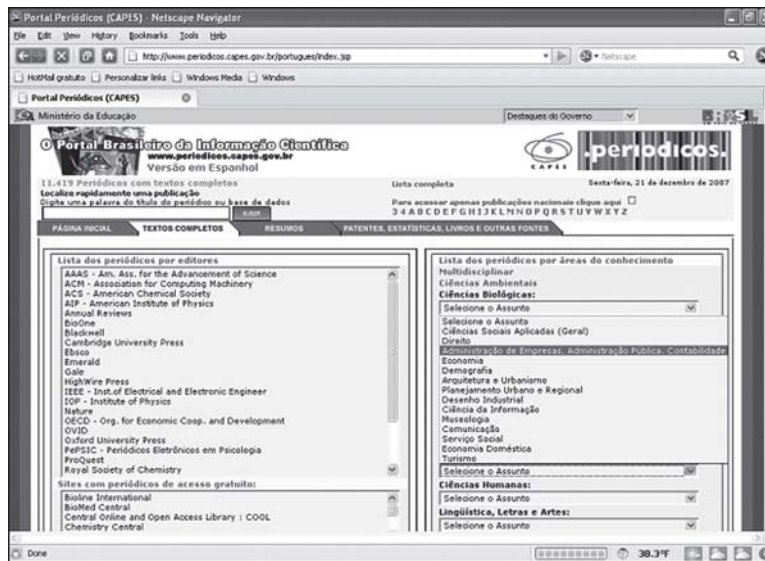 Portal Periódicos (CAPES) - Netscape Navigator
File Edit View History Bookmarks Tools Help
http://www.periodicos.capes.gov.br/portugues/index.jsp
Netscape
HotMail gratuito Personalizar links Windows Media Windows
Portal Periódicos (CAPES)
Ministério da Educação
Destaques do Governo
O Portal Brasileiro da Informação Científica
www.periodicos.capes.gov.br
Versão em Espanhol
CAPES
.periodicos.
11.419 Periódicos com textos completos
Lista completa
Sexta-feira, 21 de dezembro de 2007
Localize rapidamente uma publicação
Digite uma palavra do título do periódico ou base de dados
Para acessar apenas publicações nacionais clique aqui
3 4 A B C D E F G H I J K L M N O P Q R S T U V W X Y Z
PÁGINA INICIAL TEXTOS COMPLETOS RESUMOS PATENTES, ESTATÍSTICAS, LIVROS E OUTRAS FONTES
Lista dos periódicos por editores
AAAS - Am. Ass. for the Advancement of Science
ACM - Association for Computing Machinery
ACS - American Chemical Society
AIP - American Institute of Physics
Annual Reviews
BioOne
Blackwell
Cambridge University Press
Ebsco
Emerald
Gale
HighWire Press
IEEE - Inst.of Electrical and Electronic Engineer
IOP - Institute of Physics
Nature
OECD - Org. for Economic Coop. and Development
OVID
Oxford University Press
PePSIC - Periódicos Eletrônicos em Psicologia
ProQuest
Royal Society of Chemistry
Sites com periódicos de acesso gratuito:
Bioline International
BioMed Central
Central Online and Open Access Library : COOL
Chemistry Central
Lista dos periódicos por áreas do conhecimento
Multidisciplinar
Ciências Ambientais
Ciências Biológicas:
Selecione o Assunto
Selecione o Assunto
Ciências Sociais Aplicadas (Geral)
Direito
Administração de Empresas, Administração Pública, Contabilidade
Economia
Demografia
Arquitetura e Urbanismo
Planejamento Urbano e Regional
Desenho Industrial
Ciência da Informação
Museologia
Comunicação
Serviço Social
Economia Doméstica
Turismo
Selecione o Assunto
Ciências Humanas:
Selecione o Assunto
Lingüística, Letras e Artes:
Selecione o Assunto
Done
38.3°F